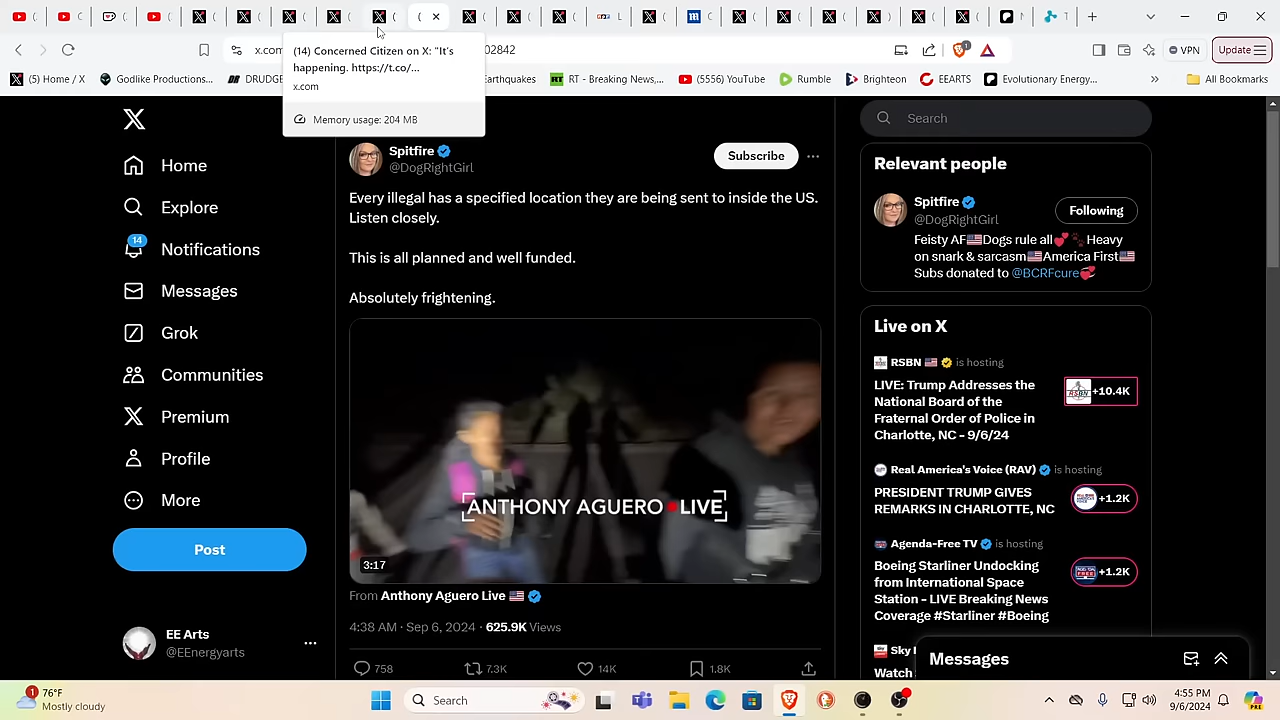 x.com
02842
VPN
Update
(5) Home / X
Godlike Productions...
DRUDGE
Earthquakes
RT - Breaking News,...
(5556) YouTube
Rumble
Brighteon
EEARTS
Evolutionary Energy...
All Bookma
(14) Concerned Citizen on X: "It's
happening. https://t.co/...
x.com
Memory usage: 204 MB
Home
Explore
14
Notifications
Messages
Grok
Communities
Premium
Profile
More
Post
EE Arts
@EEnergyarts
Spitfire
@DogRightGirl
Subscribe
Every illegal has a specified location they are being sent to inside the US.
Listen closely.
This is all planned and well funded.
Absolutely frightening.
ANTHONY AGUERO LIVE
3:17
From Anthony Aguero Live
4:38 AM · Sep 6, 2024 · 625.9K Views
758
7.3K
14K
1.8K
Search
Relevant people
Spitfire
@DogRightGirl
Following
Feisty AF🇺🇸Dogs rule all💕🐾Heavy
on snark & sarcasm🇺🇸America First🇺🇸
Subs donated to @BCRFcure💞
Live on X
RSBN 🇺🇸 is hosting
LIVE: Trump Addresses the
National Board of the
Fraternal Order of Police in
Charlotte, NC - 9/6/24
+10.4K
Real America's Voice (RAV) is hosting
PRESIDENT TRUMP GIVES
REMARKS IN CHARLOTTE, NC
+1.2K
Agenda-Free TV is hosting
Boeing Starliner Undocking
from International Space
Station - LIVE Breaking News
Coverage #Starliner #Boeing
+1.2K
Sky
Watch
Messages
1
76°F
Mostly cloudy
Search
4:55 PM
9/6/2024